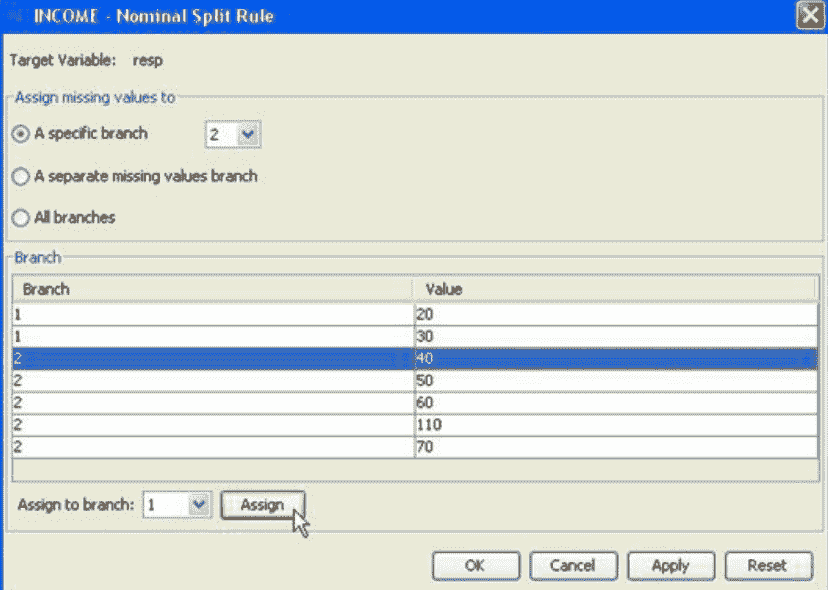 INCOME - Nominal Split Rule
Target Variable: resp
Assign missing values to
A specific branch 2
A separate missing values branch
All branches
Branch
Branch Value
1 20
1 30
2 40
2 50
2 60
2 110
2 70
Assign to branch: 1 Assign
OK Cancel Apply Reset